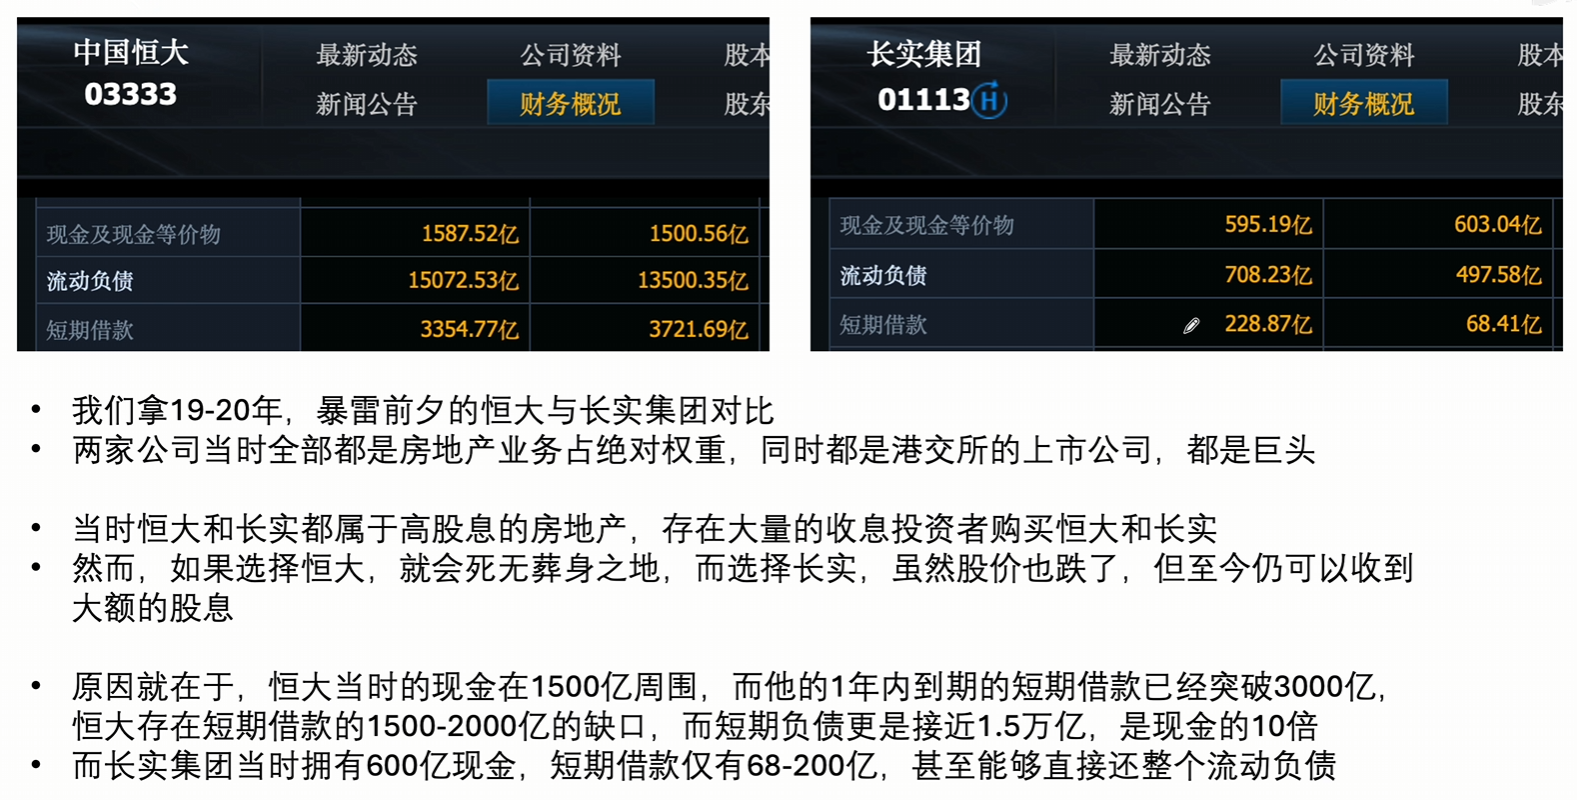 中国恒大
03333
最新动态 公司资料 股本
新闻公告 财务概况 股东
现金及现金等价物 1587.52亿 1500.56亿
流动负债 15072.53亿 13500.35亿
短期借款 3354.77亿 3721.69亿
长实集团
01113 H
最新动态 公司资料 股本
新闻公告 财务概况 股东
现金及现金等价物 595.19亿 603.04亿
流动负债 708.23亿 497.58亿
短期借款 228.87亿 68.41亿
• 我们拿19-20年，暴雷前夕的恒大与长实集团对比
• 两家公司当时全部都是房地产业务占绝对权重，同时都是港交所的上市公司，都是巨头
• 当时恒大和长实都属于高股息的房地产，存在大量的收息投资者购买恒大和长实
• 然而，如果选择恒大，就会死无葬身之地，而选择长实，虽然股价也跌了，但至今仍可以收到
大额的股息
• 原因就在于，恒大当时的现金在1500亿周围，而他的1年内到期的短期借款已经突破3000亿，
恒大存在短期借款的1500-2000亿的缺口，而短期负债更是接近1.5万亿，是现金的10倍
• 而长实集团当时拥有600亿现金，短期借款仅有68-200亿，甚至能够直接还整个流动负债